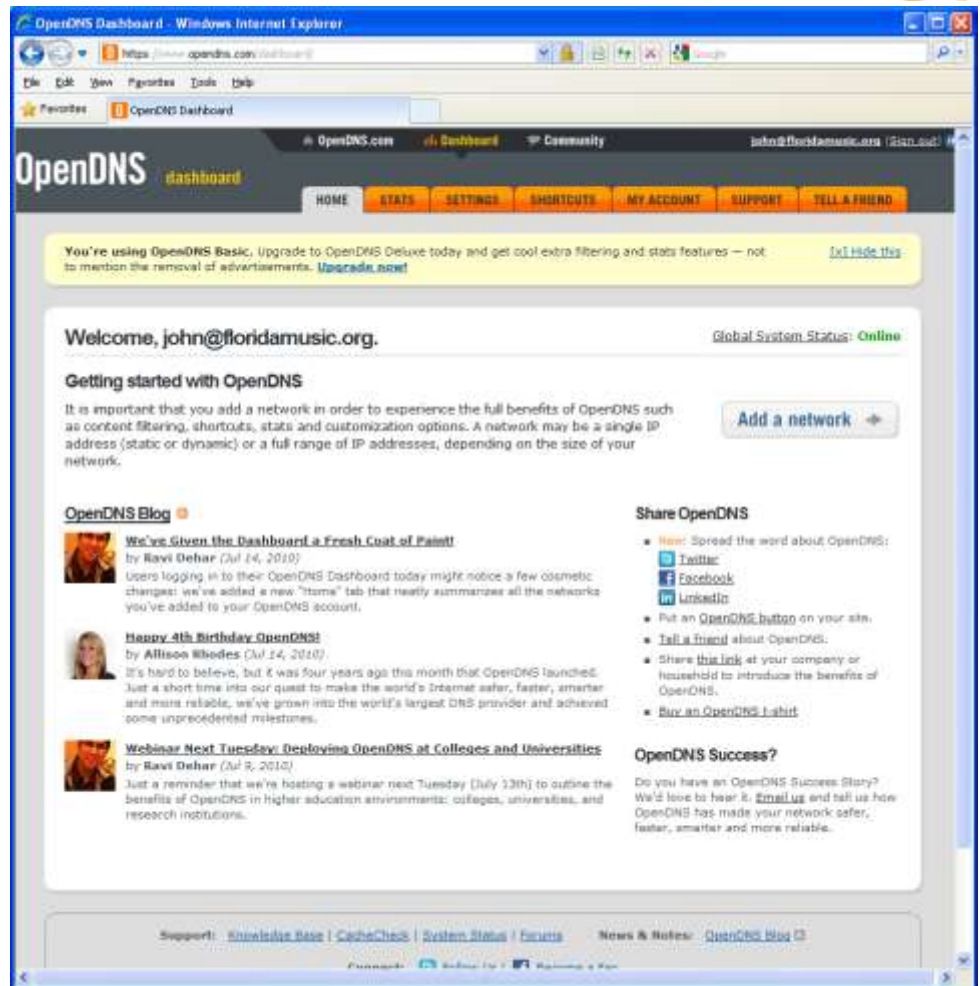 OpenDNS Dashboard - Windows Internet Explorer
https://www.opendns.com/dashboard/
Google
File Edit View Favorites Tools Help
Favorites OpenDNS Dashboard
OpenDNS.com Dashboard Community john@floridamusic.org (Sign out)
OpenDNS dashboard
HOME STATS SETTINGS SHORTCUTS MY ACCOUNT SUPPORT TELL A FRIEND
You're using OpenDNS Basic. Upgrade to OpenDNS Deluxe today and get cool extra filtering and stats features — not [x] Hide this
to mention the removal of advertisements. Upgrade now!
Welcome, john@floridamusic.org. Global System Status: Online
Getting started with OpenDNS
It is important that you add a network in order to experience the full benefits of OpenDNS such
as content filtering, shortcuts, stats and customization options. A network may be a single IP
address (static or dynamic) or a full range of IP addresses, depending on the size of your
network.
Add a network
OpenDNS Blog
We've Given the Dashboard a Fresh Coat of Paint!
by Ravi Dehar (Jul 14, 2010)
Users logging in to their OpenDNS Dashboard today might notice a few cosmetic
changes: we've added a new "Home" tab that neatly summarizes all the networks
you've added to your OpenDNS account.
Happy 4th Birthday OpenDNS!
by Allison Rhodes (Jul 14, 2010)
It's hard to believe, but it was four years ago this month that OpenDNS launched.
Just a short time into our quest to make the world's Internet safer, faster, smarter
and more reliable, we've grown into the world's largest DNS provider and achieved
some unprecedented milestones.
Webinar Next Tuesday: Deploying OpenDNS at Colleges and Universities
by Ravi Dehar (Jul 9, 2010)
Just a reminder that we're hosting a webinar next Tuesday (July 13th) to outline the
benefits of OpenDNS in higher education environments: colleges, universities, and
research institutions.
Share OpenDNS
New! Spread the word about OpenDNS:
Twitter
Facebook
LinkedIn
Put an OpenDNS button on your site.
Tell a friend about OpenDNS.
Share this link at your company or
household to introduce the benefits of
OpenDNS.
Buy an OpenDNS t-shirt
OpenDNS Success?
Do you have an OpenDNS Success Story?
We'd love to hear it. Email us and tell us how
OpenDNS has made your network safer,
faster, smarter and more reliable.
Support: Knowledge Base | CacheCheck | System Status | Forums News & Notes: OpenDNS Blog
Connect: Follow Us | Become a Fan